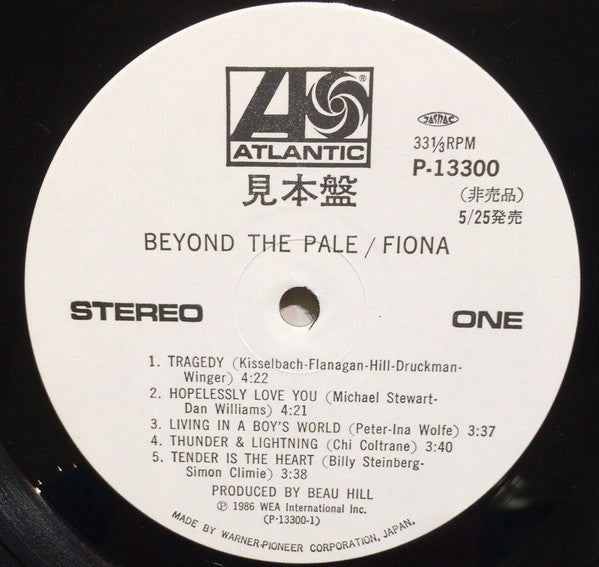 ATLANTIC
®
見本盤
JASRAC
33 1/3 RPM
P-13300
(非売品)
5/25発売
BEYOND THE PALE / FIONA
STEREO
ONE
1. TRAGEDY (Kisselbach-Flanagan-Hill-Druckman-
Winger) 4:22
2. HOPELESSLY LOVE YOU (Michael Stewart-
Dan Williams) 4:21
3. LIVING IN A BOY'S WORLD (Peter-Ina Wolfe) 3:37
4. THUNDER & LIGHTNING (Chi Coltrane) 3:40
5. TENDER IS THE HEART (Billy Steinberg-
Simon Climie) 3:38
PRODUCED BY BEAU HILL
℗ 1986 WEA International Inc.
(P-13300-1)
MADE BY WARNER-PIONEER CORPORATION, JAPAN.